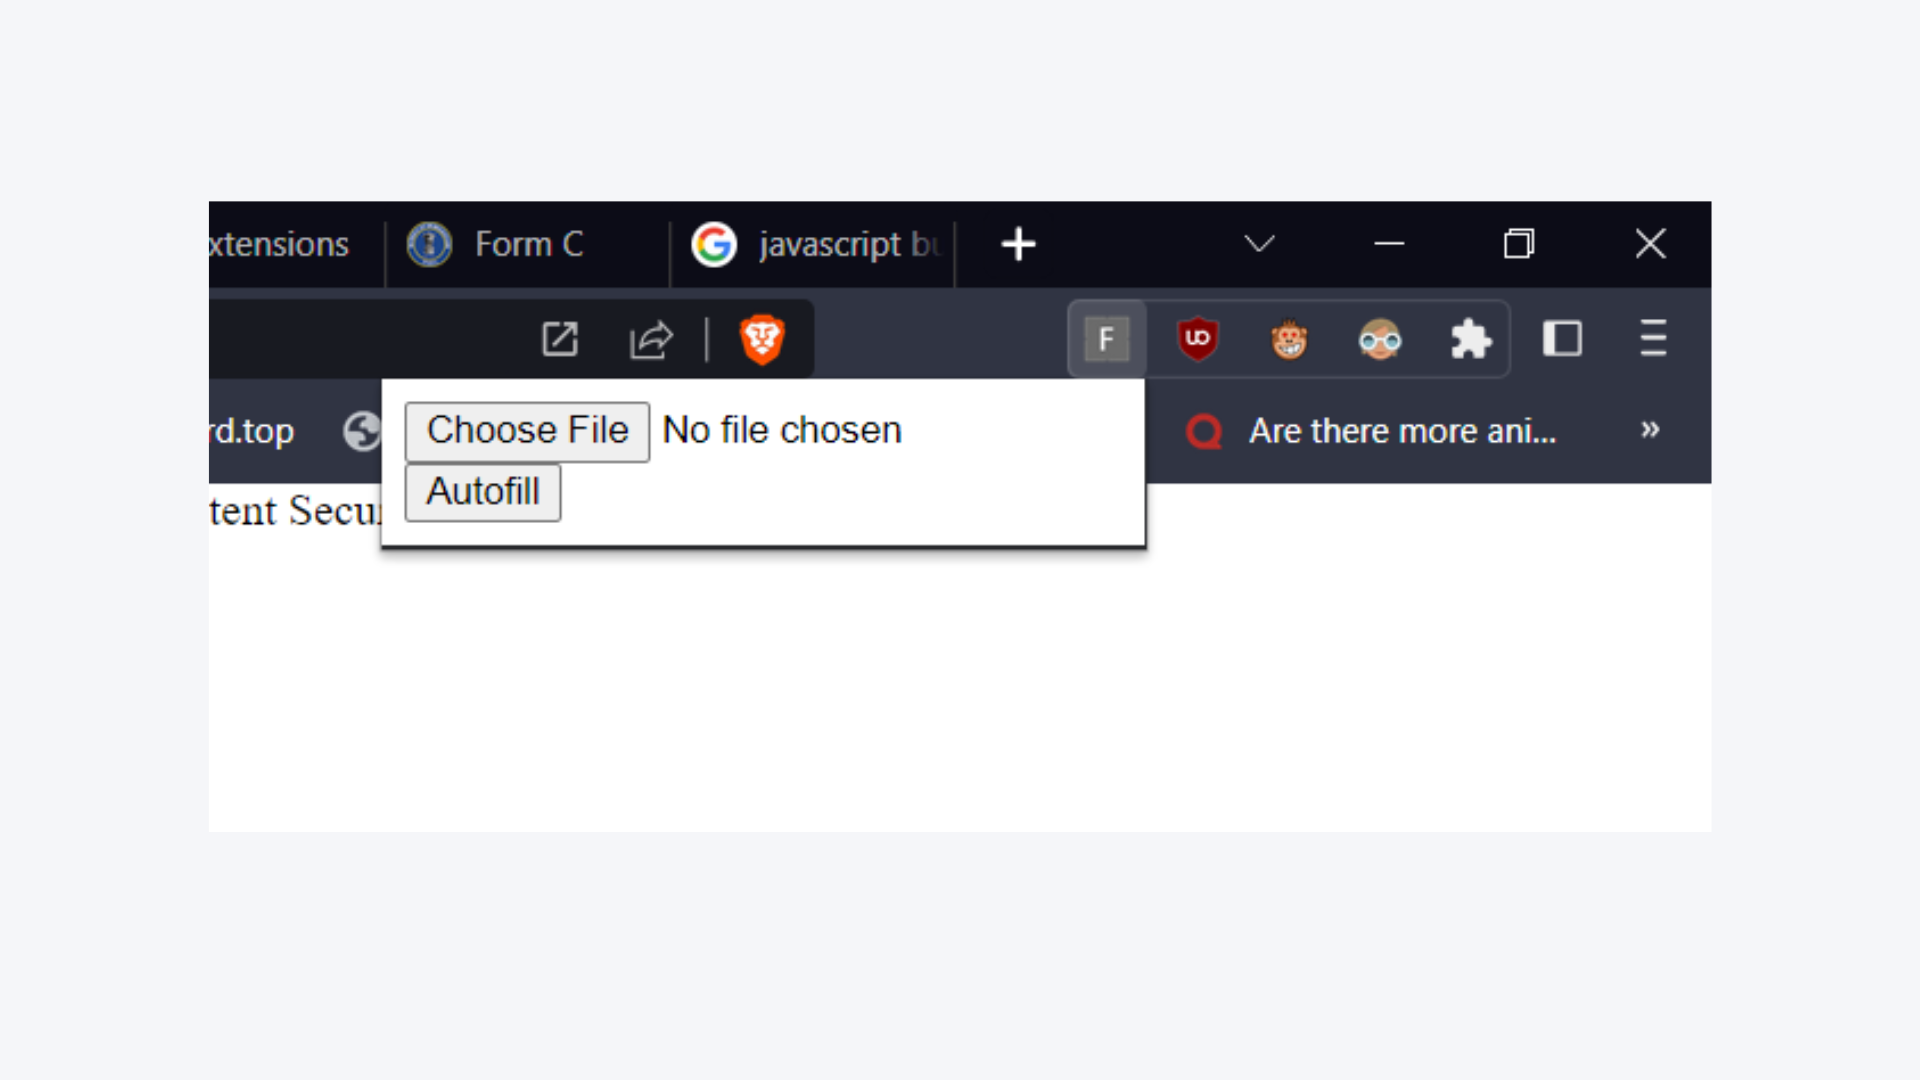 xtensions Form C javascript bu
F
rd.top Are there more ani... »
Choose File No file chosen
Autofill
tent Secu